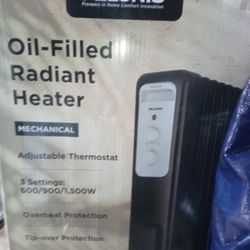 Pioneers in Home Comfort Innovation
Oil-Filled
Radiant
Heater
MECHANICAL
Adjustable Thermostat
3 Settings:
600/900/1,500W
Overheat Protection
Tip-over Protection
PELONIS